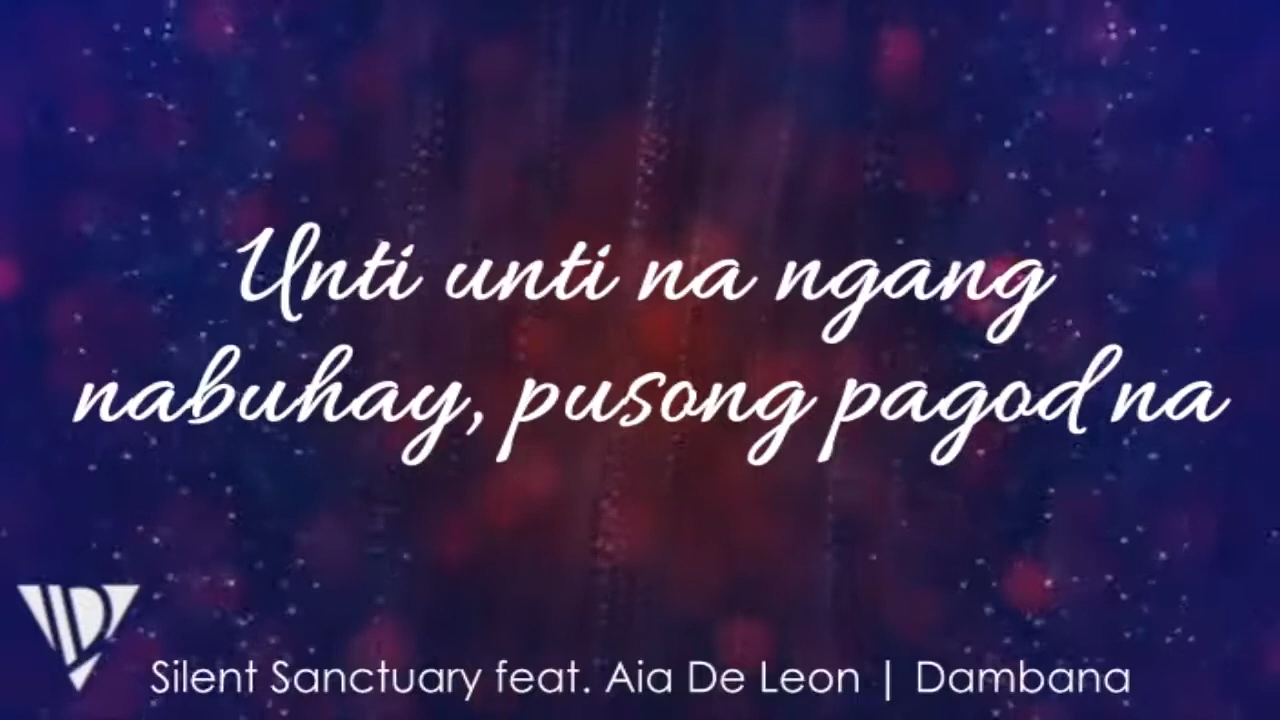 Unti unti na ngang
nabuhay, pusong pagod na
Silent Sanctuary feat. Aia De Leon | Dambana